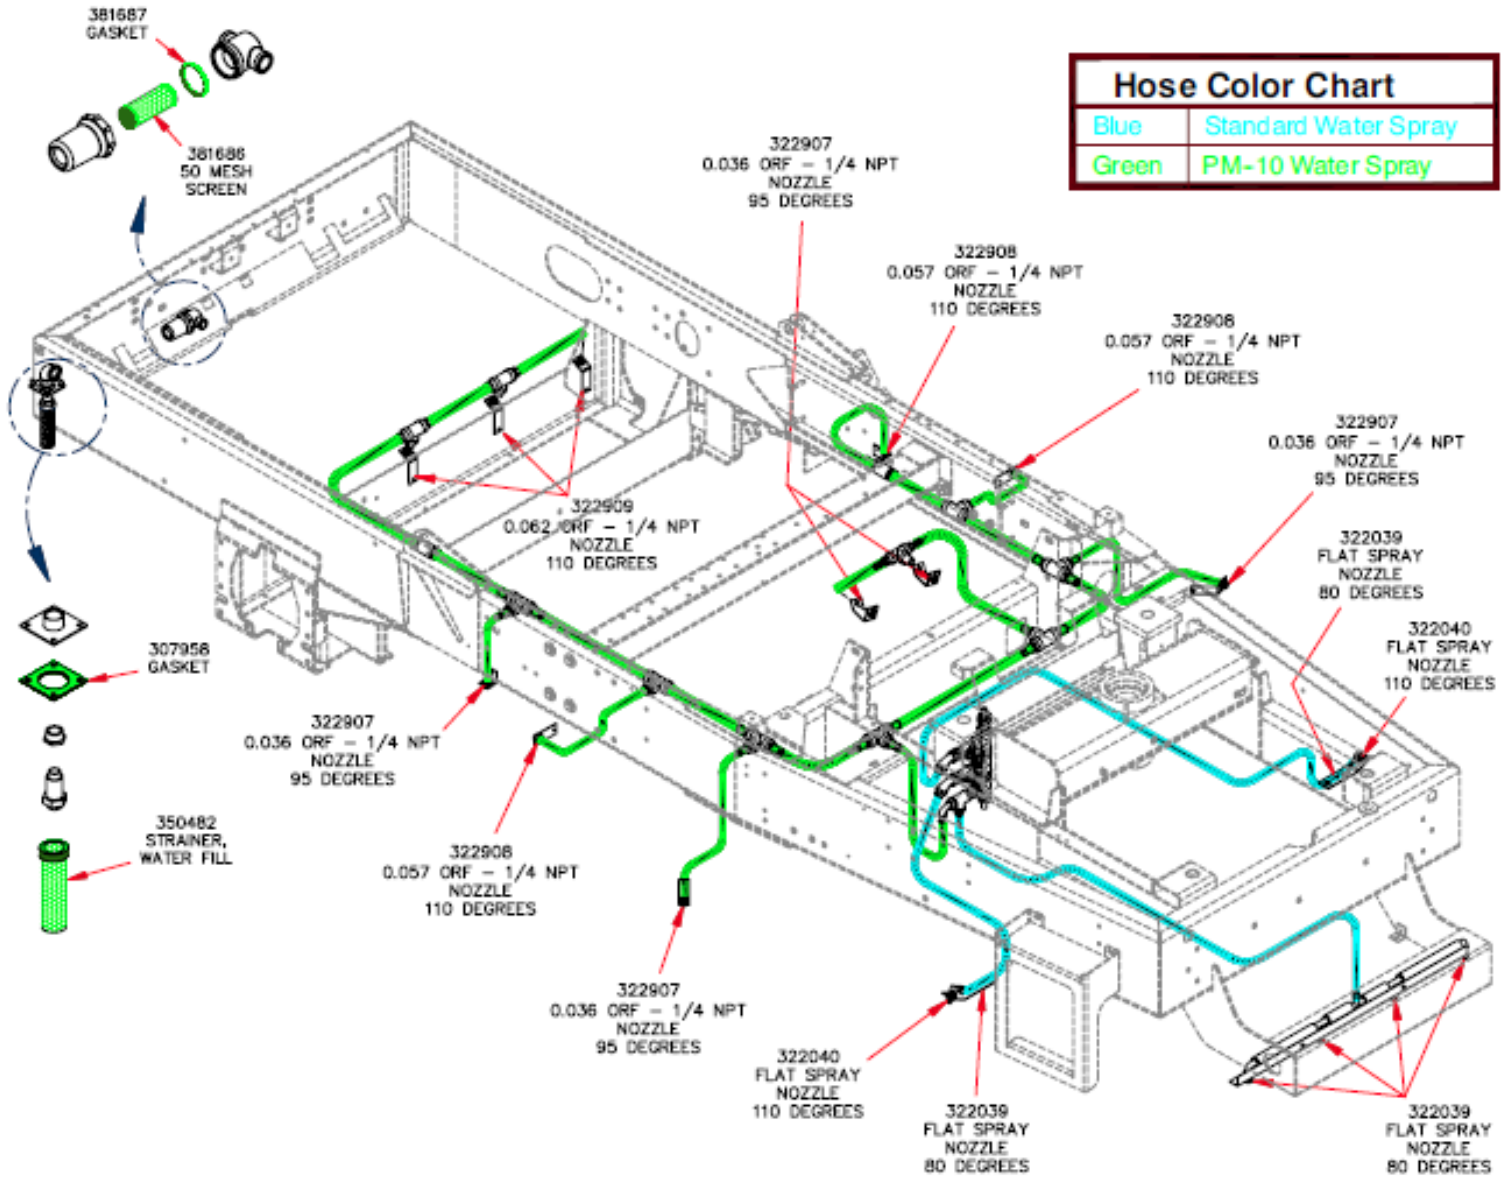 381687
GASKET
381686
50 MESH
SCREEN
Hose Color Chart
Blue Standard Water Spray
Green PM-10 Water Spray
322907
0.036 ORF - 1/4 NPT
NOZZLE
95 DEGREES
322908
0.057 ORF - 1/4 NPT
NOZZLE
110 DEGREES
322908
0.057 ORF - 1/4 NPT
NOZZLE
110 DEGREES
322907
0.036 ORF - 1/4 NPT
NOZZLE
95 DEGREES
322909
0.062 ORF - 1/4 NPT
NOZZLE
110 DEGREES
322039
FLAT SPRAY
NOZZLE
80 DEGREES
322040
FLAT SPRAY
NOZZLE
110 DEGREES
307958
GASKET
322907
0.036 ORF - 1/4 NPT
NOZZLE
95 DEGREES
350482
STRAINER,
WATER FILL
322908
0.057 ORF - 1/4 NPT
NOZZLE
110 DEGREES
322907
0.036 ORF - 1/4 NPT
NOZZLE
95 DEGREES
322040
FLAT SPRAY
NOZZLE
110 DEGREES
322039
FLAT SPRAY
NOZZLE
80 DEGREES
322039
FLAT SPRAY
NOZZLE
80 DEGREES